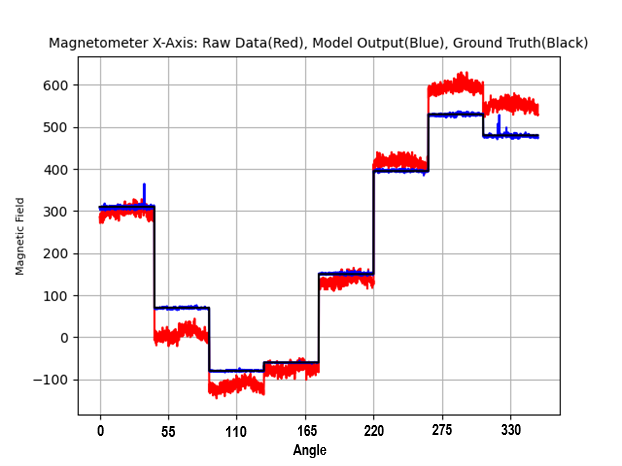 Magnetometer X-Axis: Raw Data(Red), Model Output(Blue), Ground Truth(Black)
600
500
400
300
200
100
0
−100
Magnetic Field
0 55 110 165 220 275 330
Angle